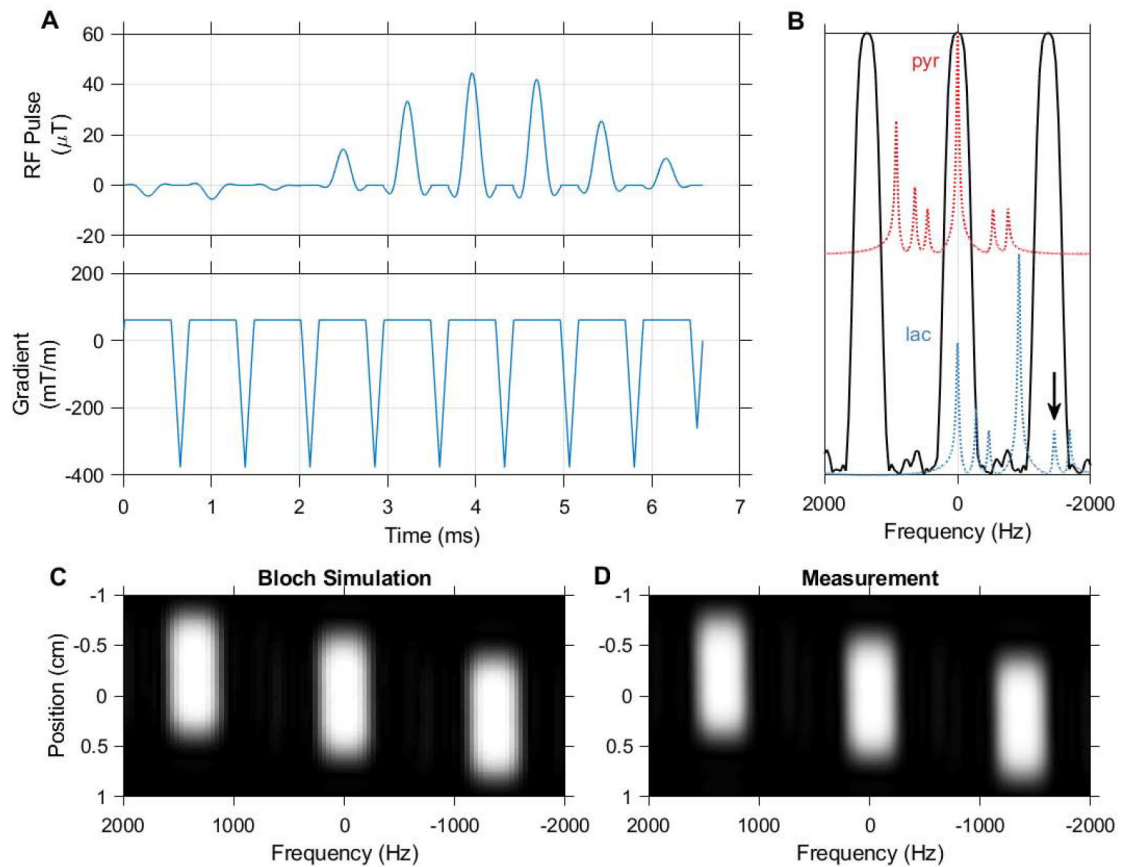 A
RF Pulse
(μT)
60
40
20
0
-20
Gradient
(mT/m)
200
0
-200
-400
0 1 2 3 4 5 6 7
Time (ms)
B
pyr
lac
2000 0 -2000
Frequency (Hz)
C
Bloch Simulation
Position (cm)
-1
-0.5
0
0.5
1
2000 1000 0 -1000 -2000
Frequency (Hz)
D
Measurement
-1
-0.5
0
0.5
1
2000 1000 0 -1000 -2000
Frequency (Hz)